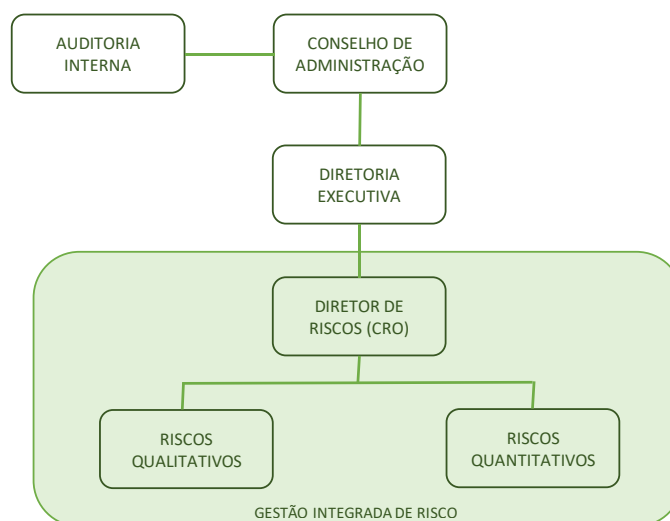 AUDITORIA
INTERNA
CONSELHO DE
ADMINISTRAÇÃO
DIRETORIA
EXECUTIVA
DIRETOR DE
RISCOS (CRO)
RISCOS
QUALITATIVOS
RISCOS
QUANTITATIVOS
GESTÃO INTEGRADA DE RISCO